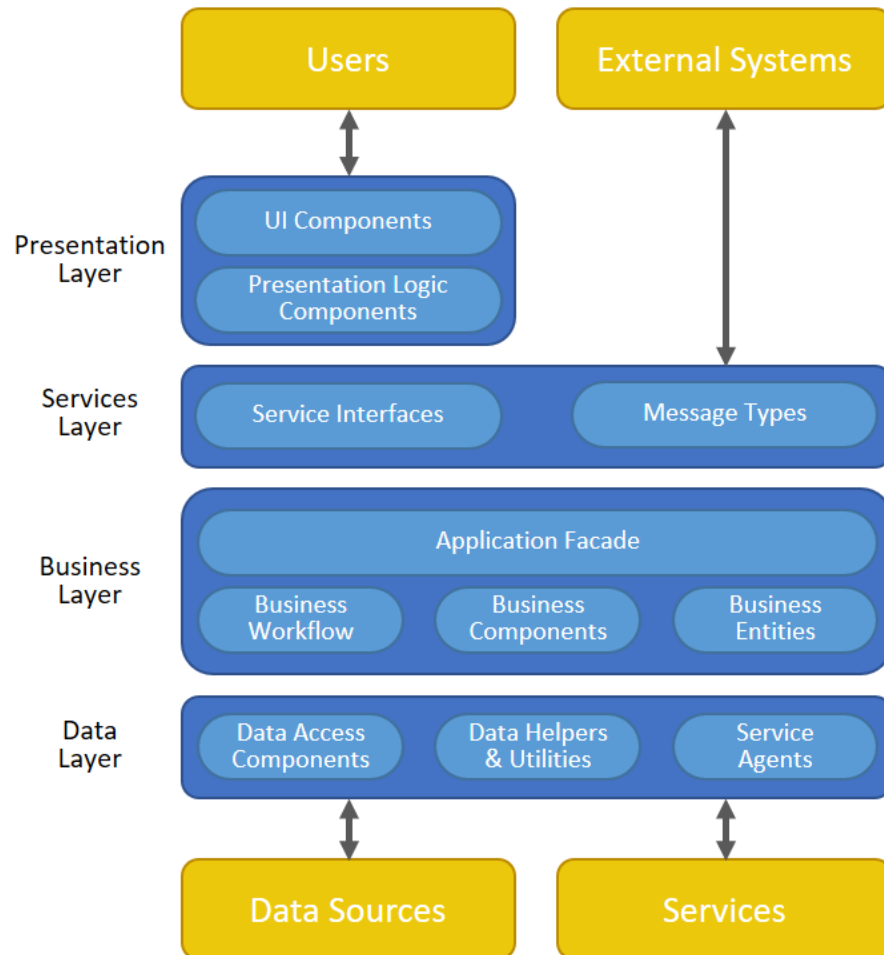 Users
External Systems
UI Components
Presentation
Layer
Presentation Logic
Components
Services
Layer
Service Interfaces
Message Types
Application Facade
Business
Layer
Business
Workflow
Business
Components
Business
Entities
Data
Layer
Data Access
Components
Data Helpers
& Utilities
Service
Agents
Data Sources
Services